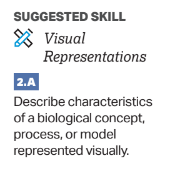 SUGGESTED SKILL
Visual
Representations
2.A
Describe characteristics
of a biological concept,
process, or model
represented visually.